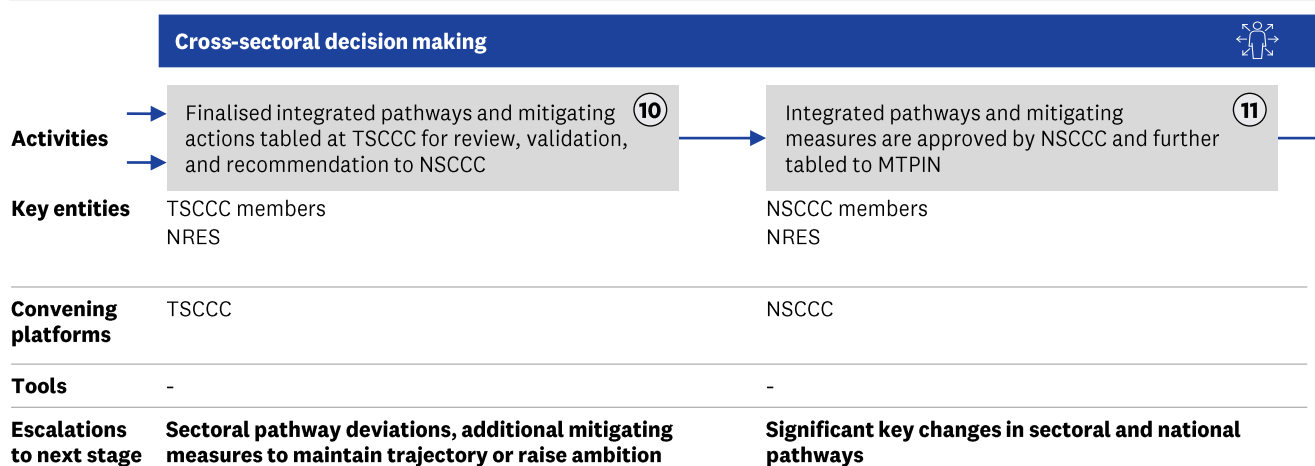 Cross-sectoral decision making
Activities
Finalised integrated pathways and mitigating
actions tabled at TSCCC for review, validation,
and recommendation to NSCCC
10
Integrated pathways and mitigating
measures are approved by NSCCC and further
tabled to MTPIN
11
Key entities
TSCCC members
NRES
NSCCC members
NRES
Convening
platforms
TSCCC
NSCCC
Tools
-
-
Escalations
to next stage
Sectoral pathway deviations, additional mitigating
measures to maintain trajectory or raise ambition
Significant key changes in sectoral and national
pathways